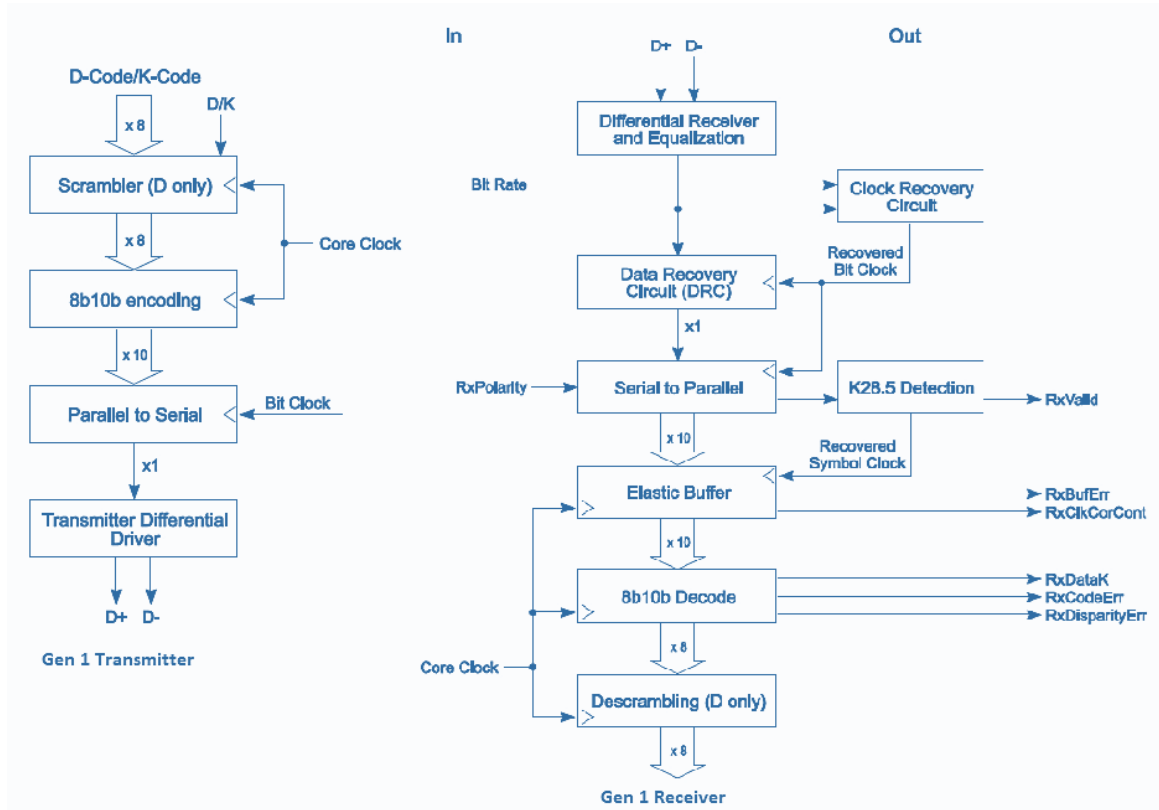 In
Out
D-Code/K-Code
D/K
x 8
Scrambler (D only)
x 8
Core Clock
8b10b encoding
x 10
Parallel to Serial
Bit Clock
x1
Transmitter Differential
Driver
D+ D-
Gen 1 Transmitter
D+ D-
Differential Receiver
and Equalization
Bit Rate
Clock Recovery
Circuit
Recovered
Bit Clock
Data Recovery
Circuit (DRC)
x1
RxPolarity
Serial to Parallel
K28.5 Detection
RxValid
x 10
Recovered
Symbol Clock
Elastic Buffer
RxBufErr
RxClkCorCont
x 10
8b10b Decode
RxDataK
RxCodeErr
RxDisparityErr
x 8
Core Clock
Descrambling (D only)
x 8
Gen 1 Receiver